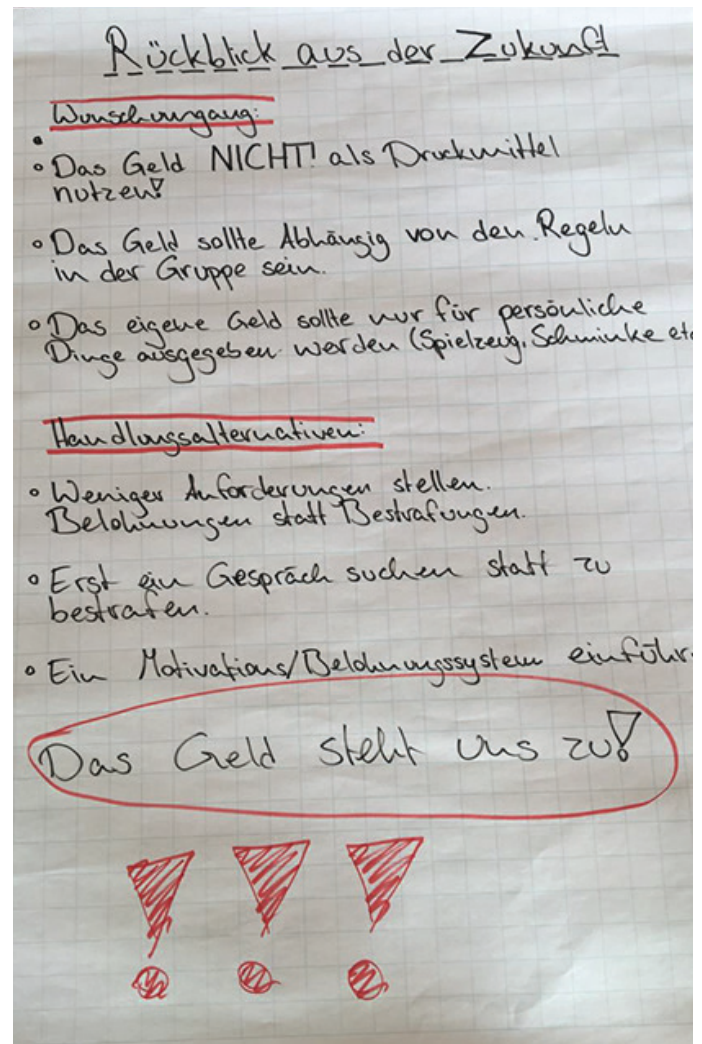 Rückblick aus der Zukunft
Wunschumgang:
Das Geld NICHT! als Druckmittel
nutzen!
Das Geld sollte Abhängig von den Regeln
in der Gruppe sein.
Das eigene Geld sollte nur für persönliche
Dinge ausgegeben werden (Spielzeug, Schminke etc
Handlungsalternativen:
Weniger Anforderungen stellen.
Belohnungen statt Bestrafungen.
Erst ein Gespräch suchen statt zu
bestrafen.
Ein Motivations/Belohnungssystem einführ
Das Geld steht uns zu!
!!!